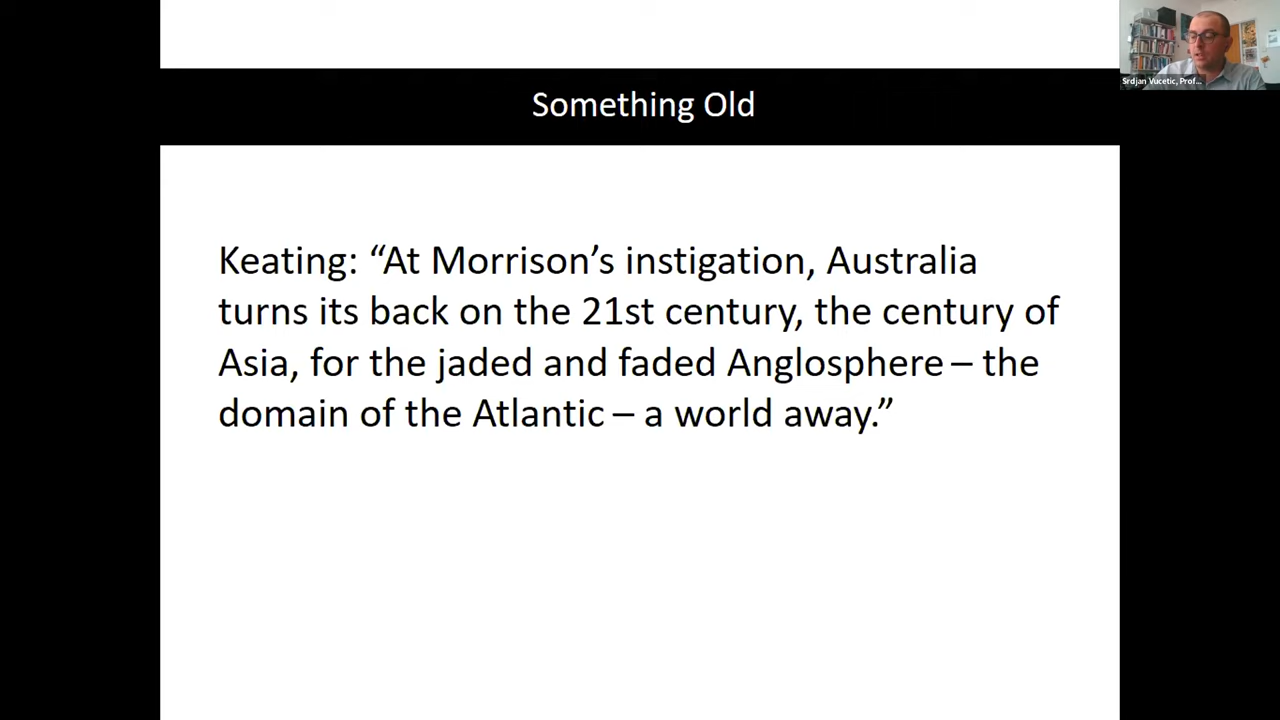 Srdjan Vucetic, Prof...
Something Old
Keating: “At Morrison’s instigation, Australia
turns its back on the 21st century, the century of
Asia, for the jaded and faded Anglosphere – the
domain of the Atlantic – a world away.”